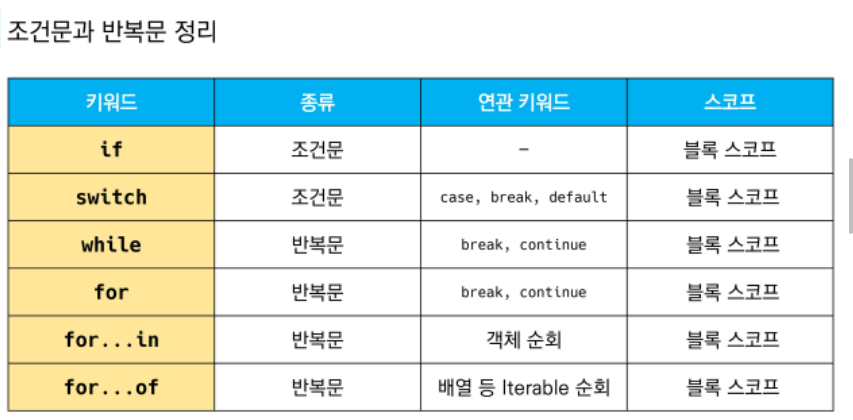 조건문과 반복문 정리
키워드 종류 연관 키워드 스코프
if 조건문 - 블록 스코프
switch 조건문 case, break, default 블록 스코프
while 반복문 break, continue 블록 스코프
for 반복문 break, continue 블록 스코프
for...in 반복문 객체 순회 블록 스코프
for...of 반복문 배열 등 Iterable 순회 블록 스코프